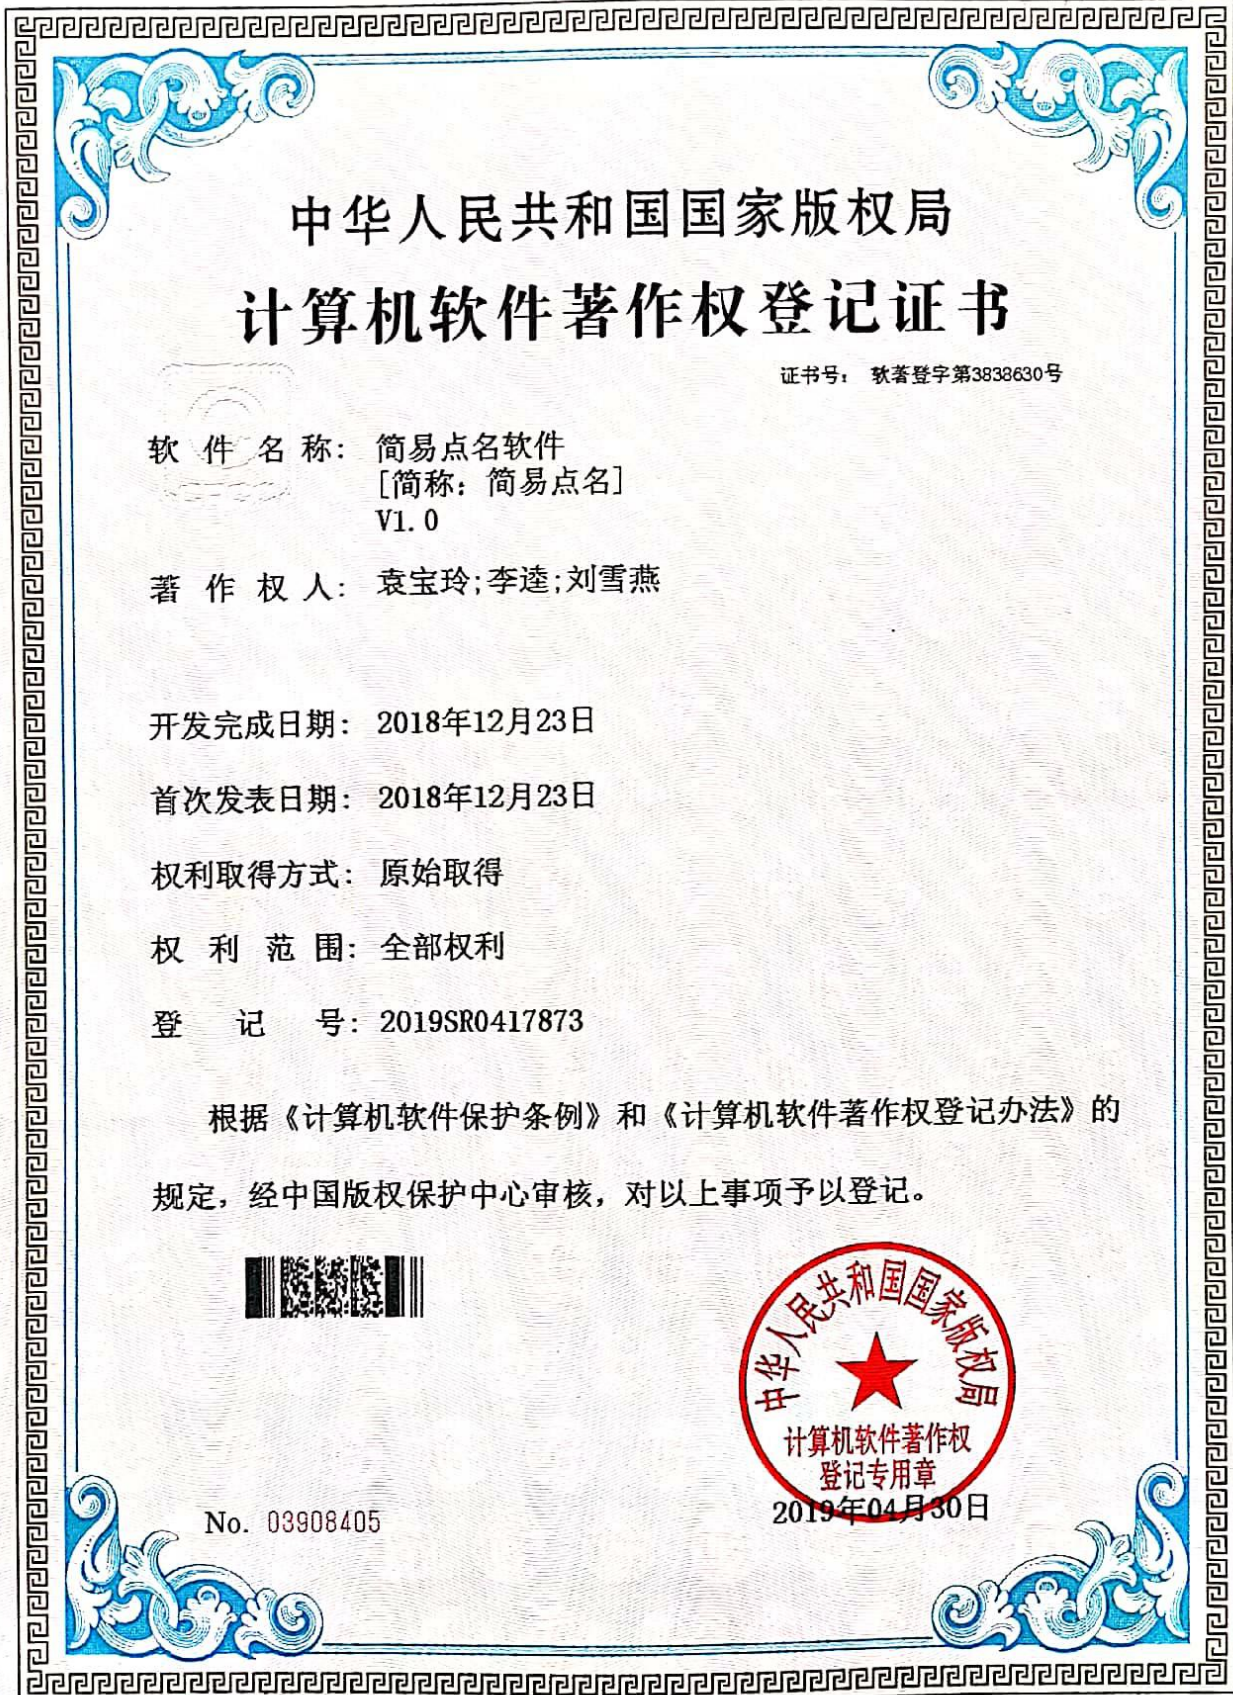 中华人民共和国国家版权局
计算机软件著作权登记证书
证书号: 软著登字第3838630号
软件名称: 简易点名软件
[简称: 简易点名]
V1.0
著作权人: 袁宝玲;李逵;刘雪燕
开发完成日期: 2018年12月23日
首次发表日期: 2018年12月23日
权利取得方式: 原始取得
权利范围: 全部权利
登记号: 2019SR0417873
根据《计算机软件保护条例》和《计算机软件著作权登记办法》的
规定，经中国版权保护中心审核，对以上事项予以登记。
中华人民共和国国家版权局
计算机软件著作权
登记专用章
2019年04月30日
No. 03908405